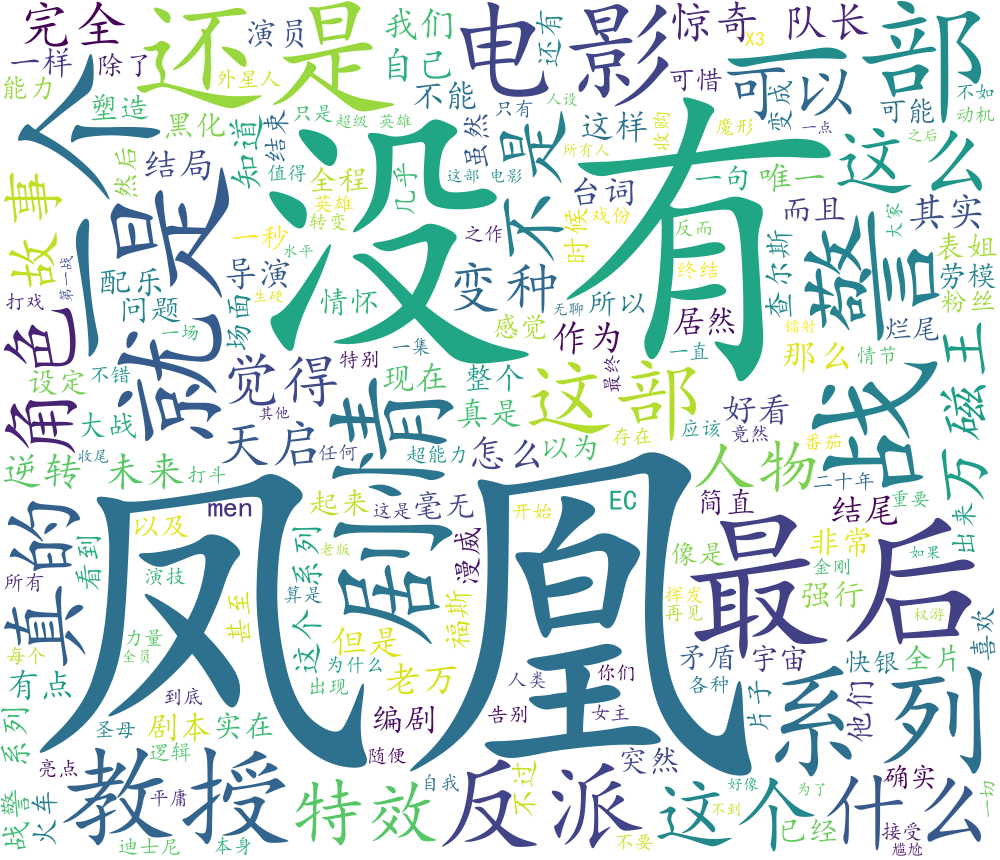 完全
还是
演员
我们
还有
电影
惊奇
X3
队长
一部
一样
除了
外星人
自己
可惜
可以
能力
塑造
不能
可能
不如
动机
一个人
黑化
只是
超级 英雄
只有
人设
变成
一点
之后
然后
知道
结束
值得
虽然
这样
收购
魔形
这么
结局
全程
几乎
这部 电影
所有人
不是
没有
英雄
转变
台词
一句
唯一
而且
其实
大家
故事
就是
一秒
水平
之作
时候
戏份
反而
查尔斯
表姐
劳模
粉丝
配乐
导演
变种
终结
打戏
第一战
问题
场面
情怀
生硬
无聊
所以
感觉
作为
居然
镭射
烂尾
角色
一场
觉得
特别
一集
最终
一直
那么
情节
设定
不错
现在
整个
这部
好看
万磁王
大战
其他
真是
存在
应该
竟然
番茄
天启
任何
超能力
怎么
以为
人物
二十年
逆转
未来
收尾
打斗
剧情
警战
重要
出来
真的
men
起来
这是
毫无
开始
EC
简直
结尾
以及
老版
像是
非常
如果
看到
凤凰
漫威
最后
金刚
所有
演技
这个
系列
算是
挥发
再见
强行
权游
甚至
福斯
但是
每个
力量
全员
为什么
老万
人类
你们
矛盾
宇宙
快银
全片
喜欢
有点
到底
出现
各种
片子
他们
圣母
剧本
实在
编剧
告别
女主
系列
系列
逻辑
随便
突然
确实
亮点
教授
平庸
特效
自我
反派
不过
这个
好像
为了
什么
一切
战警
火车
不到
已经
接受
迪士尼
本身
不要
尴尬